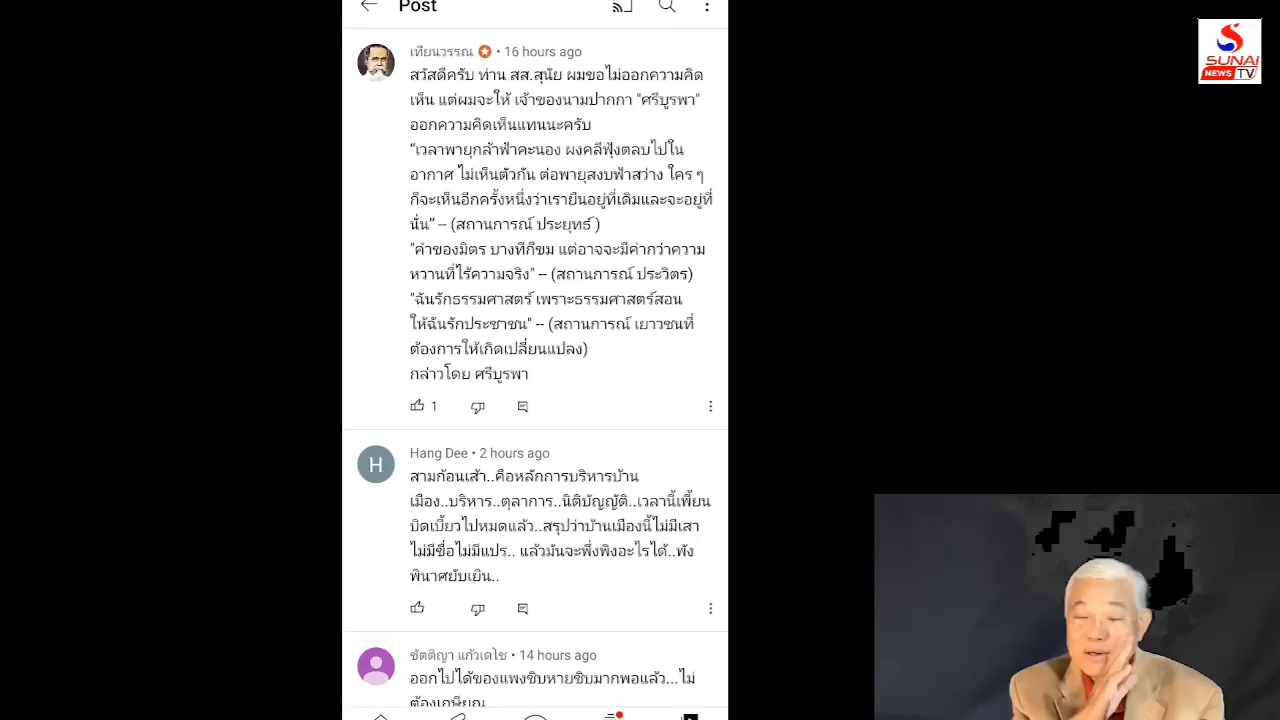 Post
SUNAI
NEWS TV
เทียนวรรณ • 16 hours ago
สวัสดีครับ ท่าน สส.สุนัย ผมขอไม่ออกความคิด
เห็น แต่ผมจะให้ เจ้าของนามปากกา "ศรีบูรพา"
ออกความคิดเห็นแทนนะครับ
“เวลาพายุกล้าฟ้าคะนอง ผงคลีฟุ้งตลบไปใน
อากาศ ไม่เห็นตัวกัน ต่อพายุสงบฟ้าสว่าง ใคร ๆ
ก็จะเห็นอีกครั้งหนึ่งว่าเรายืนอยู่ที่เดิมและจะอยู่ที่
นั่น” -- (สถานการณ์ ประยุทธ์ )
"คำของมิตร บางทีก็ขม แต่อาจจะมีค่ากว่าความ
หวานที่ไร้ความจริง" -- (สถานการณ์ ประวิตร)
"ฉันรักธรรมศาสตร์ เพราะธรรมศาสตร์สอน
ให้ฉันรักประชาชน" -- (สถานการณ์ เยาวชนที่
ต้องการให้เกิดเปลี่ยนแปลง)
กล่าวโดย ศรีบูรพา
1
H
Hang Dee • 2 hours ago
สามก้อนเส้า..คือหลักการบริหารบ้าน
เมือง..บริหาร..ตุลาการ..นิติบัญญัติ..เวลานี้เพี้ยน
บิดเบี้ยวไปหมดแล้ว..สรุปว่าบ้านเมืองนี้ไม่มีเสา
ไม่มีขื่อไม่มีแปร.. แล้วมันจะพึ่งพิงอะไรได้..พัง
พินาศยับเยิน..
ขัตติญา แก้วเดโช • 14 hours ago
ออกไปได้ของแพงชิบหายชิบมากพอแล้ว...ไม่
ต้องเกษียณ